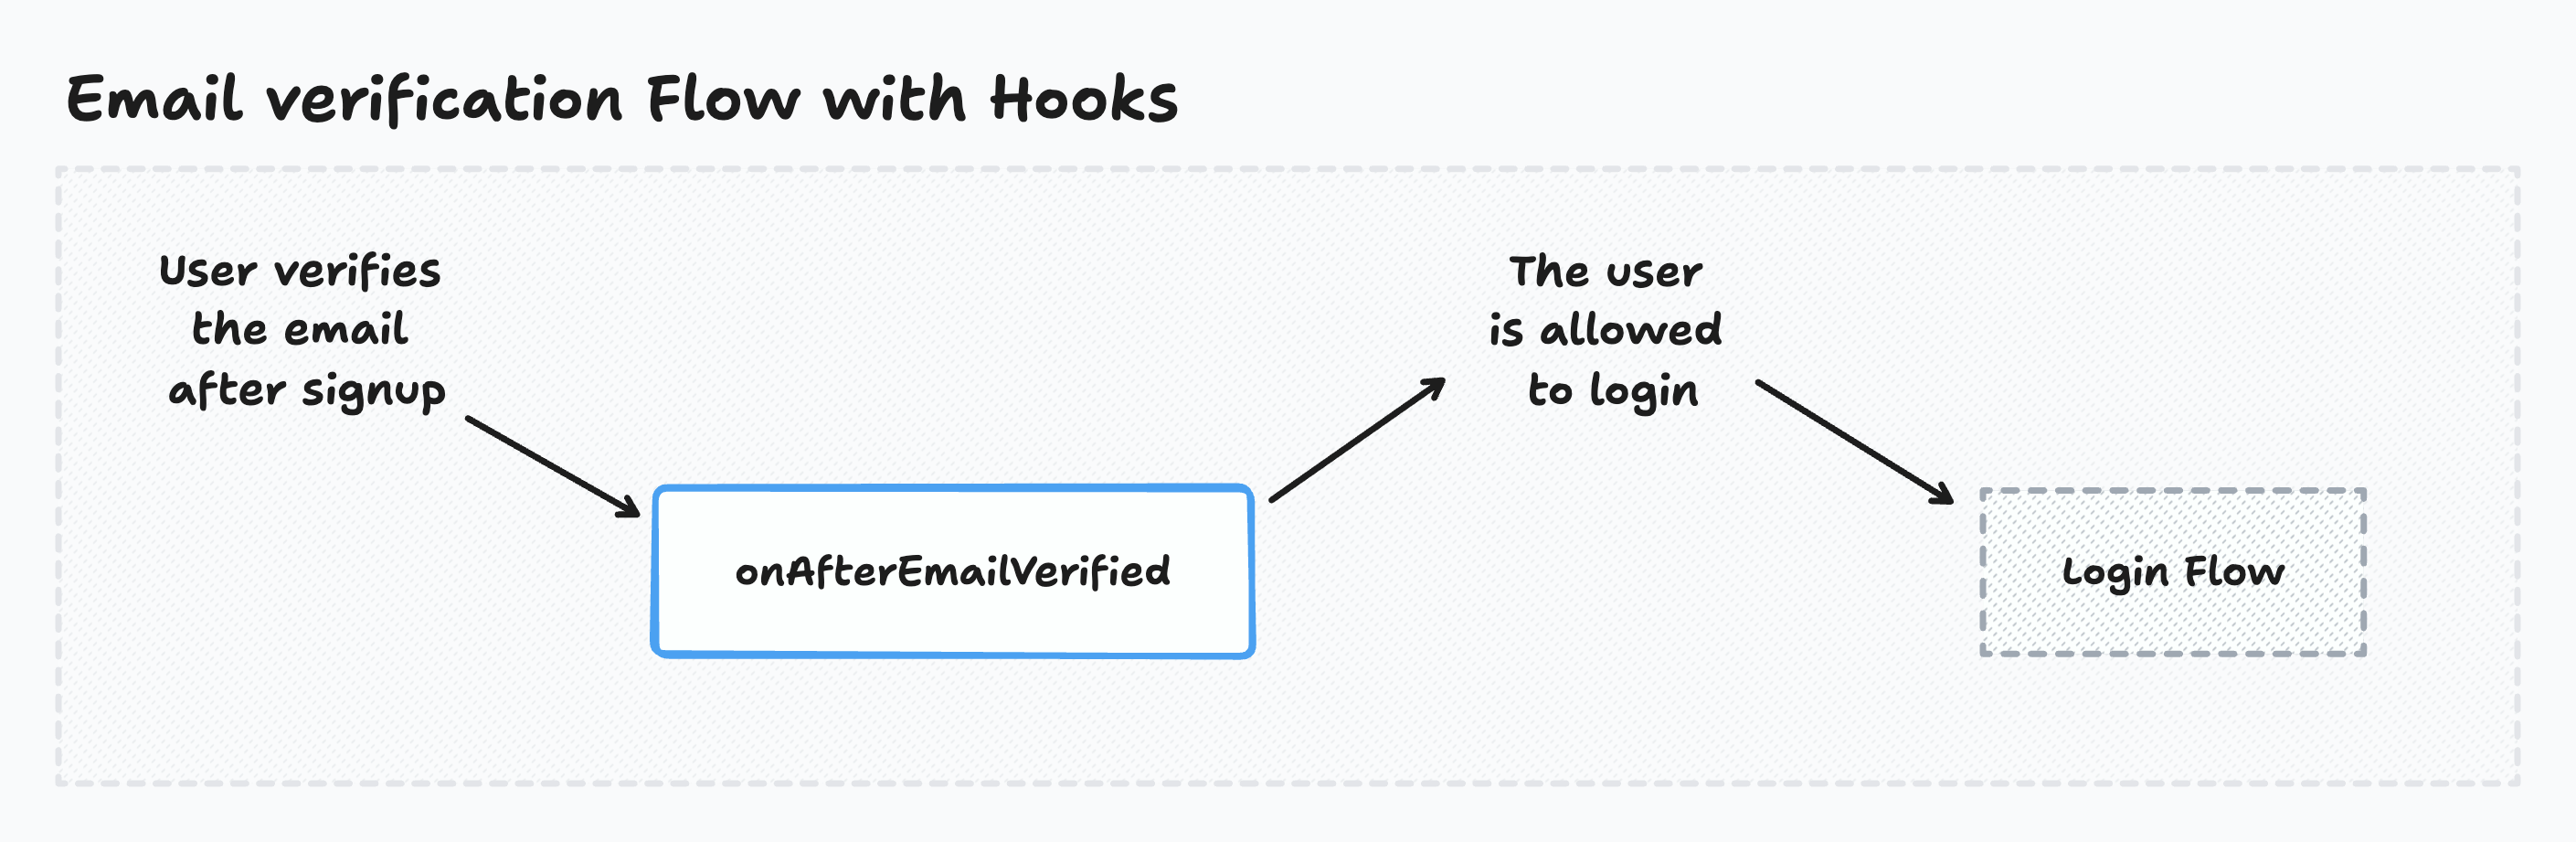 Email verification Flow with Hooks
User verifies
the email
after signup
onAfterEmailVerified
The user
is allowed
to login
Login Flow